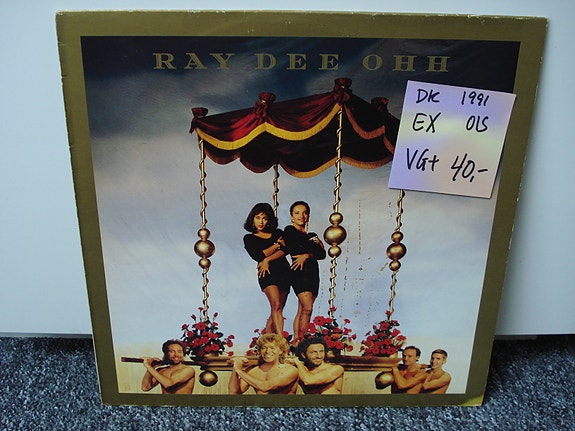 RAY DEE OHH
DK 1991
EX OIS
VG+ 40,-